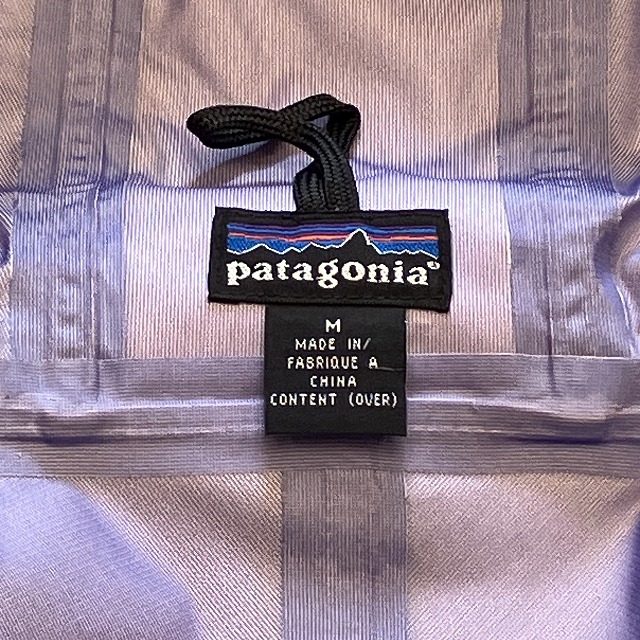 patagonia®
M
MADE IN/
FABRIQUE A
CHINA
CONTENT (OVER)